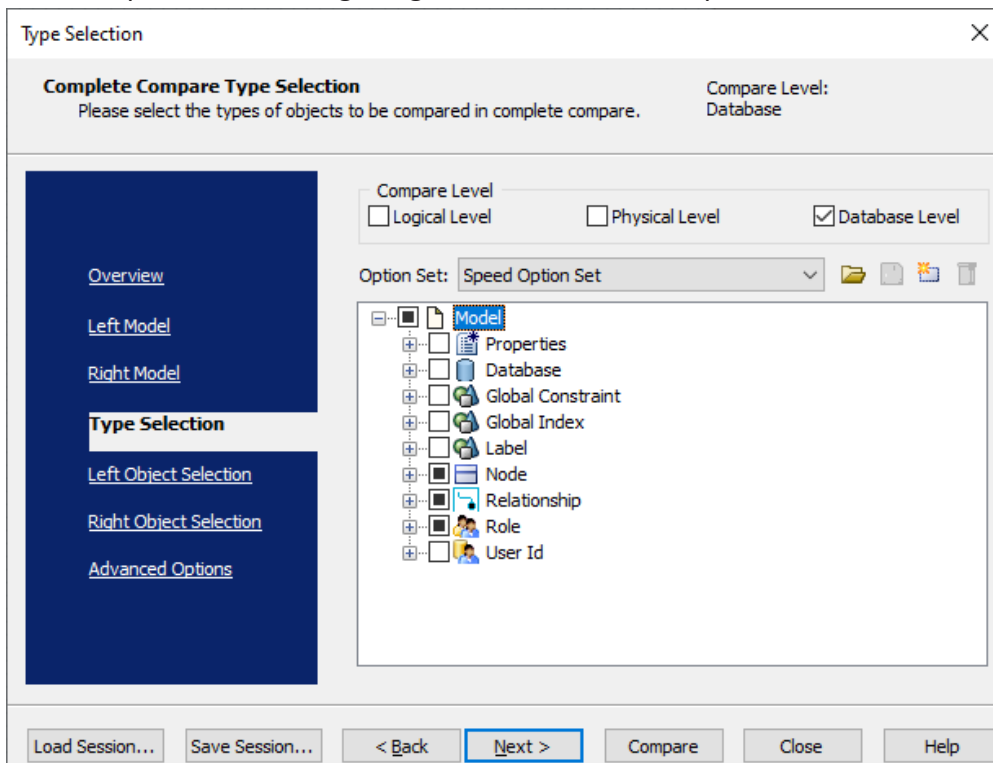 Type Selection
Complete Compare Type Selection
Please select the types of objects to be compared in complete compare.
Compare Level:
Database
Compare Level
Logical Level Physical Level Database Level
Overview
Left Model
Right Model
Type Selection
Left Object Selection
Right Object Selection
Advanced Options
Option Set: Speed Option Set
Model
Properties
Database
Global Constraint
Global Index
Label
Node
Relationship
Role
User Id
Load Session... Save Session... < Back Next > Compare Close Help